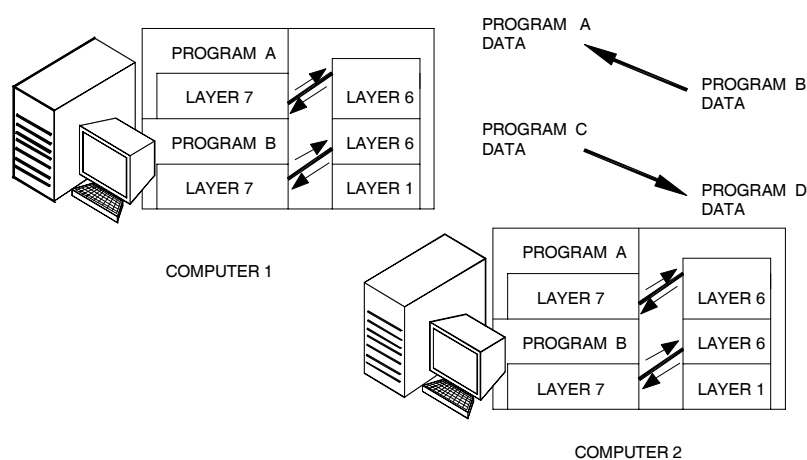 PROGRAM A
LAYER 7
LAYER 6
PROGRAM B
LAYER 6
LAYER 7
LAYER 1
COMPUTER 1
PROGRAM A
DATA
PROGRAM B
DATA
PROGRAM C
DATA
PROGRAM D
DATA
PROGRAM A
LAYER 7
LAYER 6
PROGRAM B
LAYER 6
LAYER 7
LAYER 1
COMPUTER 2